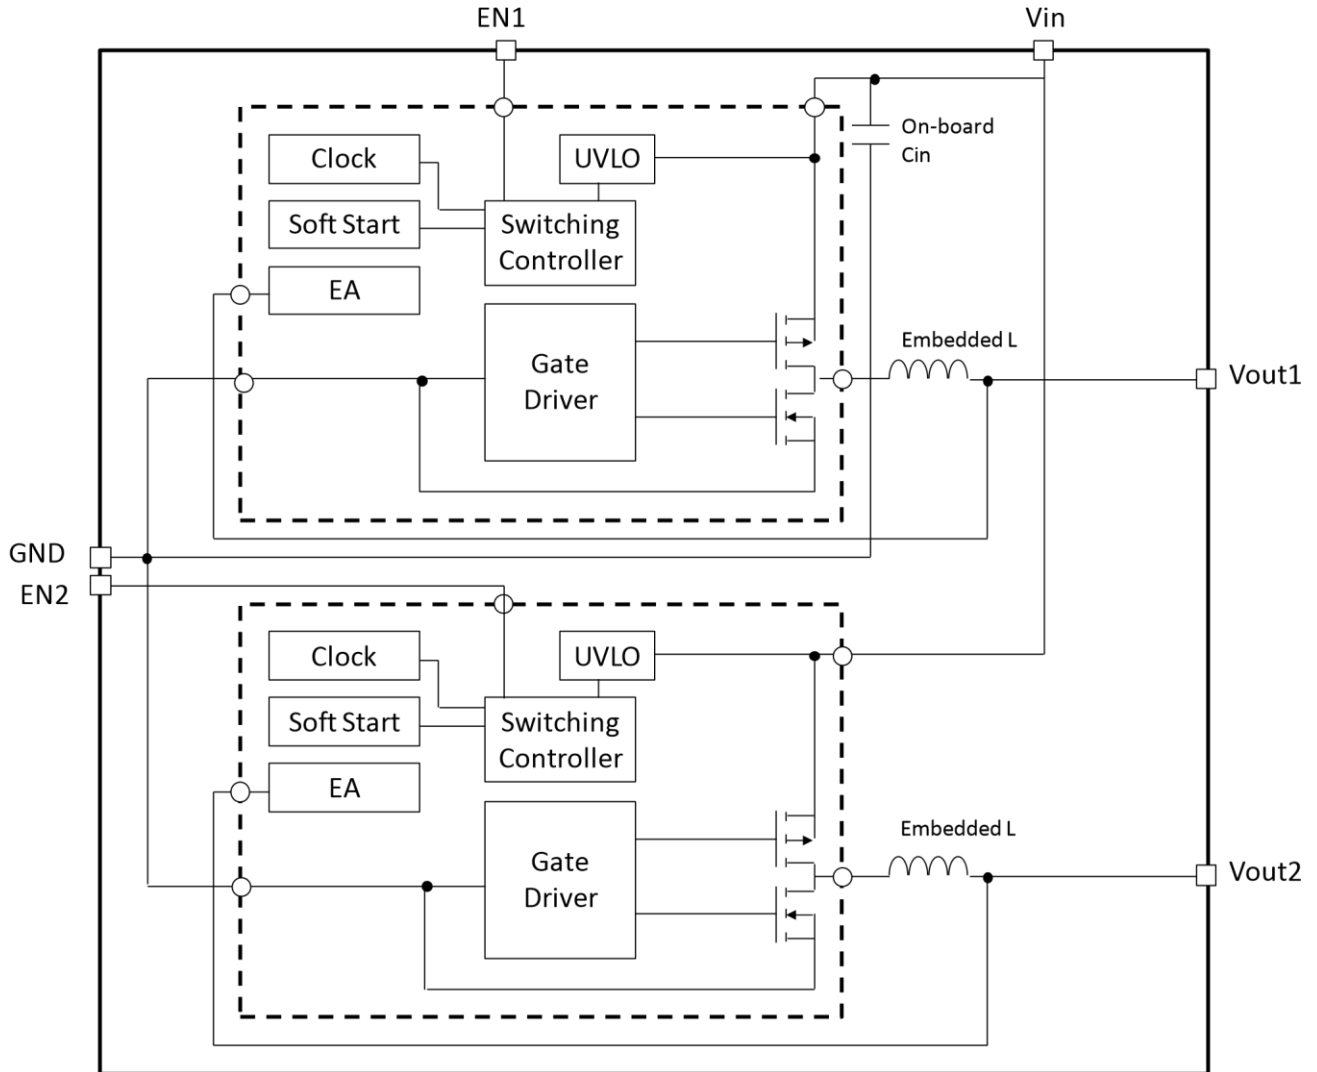 EN1
Vin
On-board
Cin
Clock
UVLO
Soft Start
Switching
Controller
EA
Gate
Driver
Embedded L
Vout1
GND
EN2
Clock
UVLO
Soft Start
Switching
Controller
EA
Gate
Driver
Embedded L
Vout2